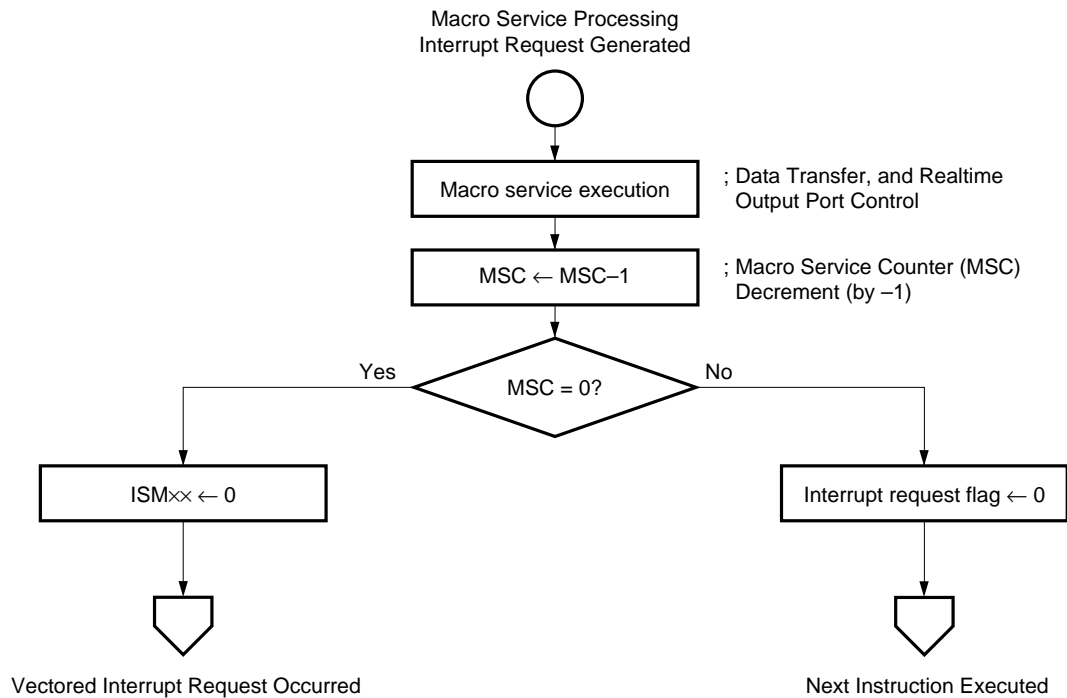 Macro Service Processing
Interrupt Request Generated
Macro service execution
; Data Transfer, and Realtime
Output Port Control
MSC ← MSC–1
; Macro Service Counter (MSC)
Decrement (by –1)
Yes
MSC = 0?
No
ISM×× ← 0
Interrupt request flag ← 0
Vectored Interrupt Request Occurred
Next Instruction Executed